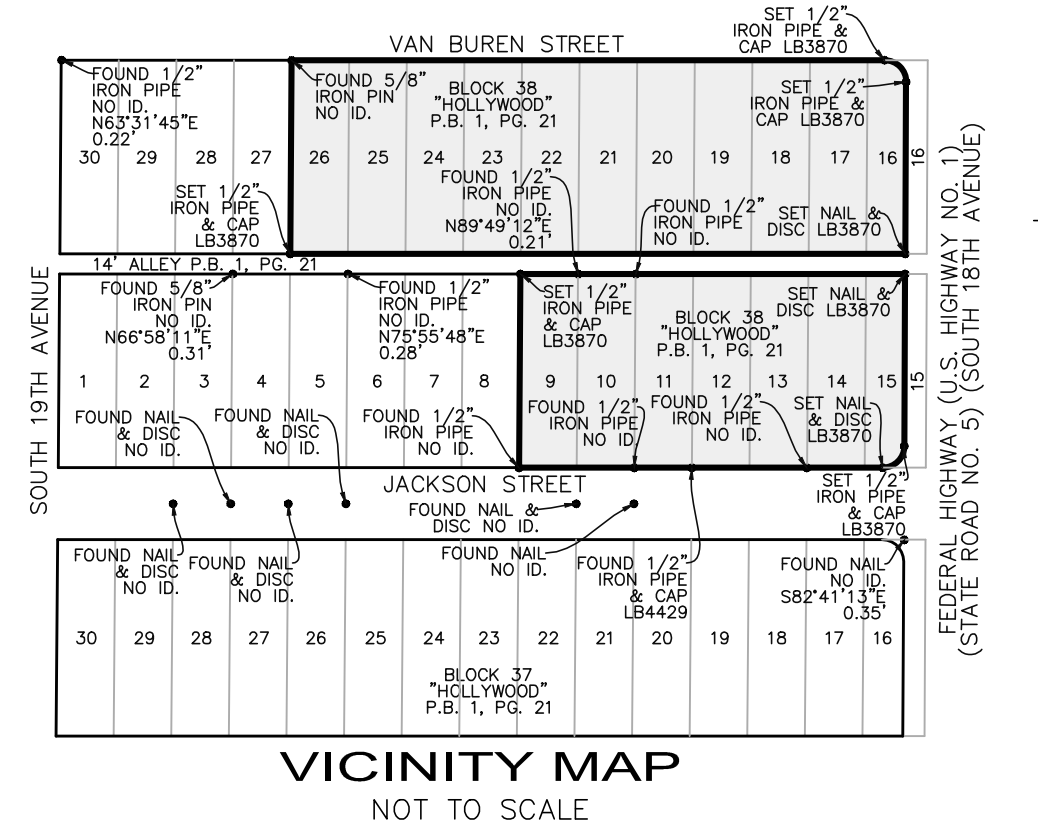 VAN BUREN STREET
SET 1/2"
IRON PIPE &
CAP LB3870
FOUND 1/2"
IRON PIPE
NO ID.
N63°31'45"E
0.22'
FOUND 5/8"
IRON PIN
NO ID.
BLOCK 38
"HOLLYWOOD"
P.B. 1, PG. 21
SET 1/2"
IRON PIPE &
CAP LB3870
30 29 28 27 26 25 24 23 22 21 20 19 18 17 16 16
SET 1/2"
IRON PIPE
& CAP
LB3870
FOUND 1/2"
IRON PIPE
NO ID.
N89°49'12"E
0.21'
FOUND 1/2"
IRON PIPE
NO ID.
SET NAIL &
DISC LB3870
14' ALLEY P.B. 1, PG. 21
FOUND 5/8"
IRON PIN
NO ID.
N66°58'11"E
0.31'
FOUND 1/2"
IRON PIPE
NO ID.
N75°55'48"E
0.28'
SET 1/2"
IRON PIPE
& CAP
LB3870
BLOCK 38
"HOLLYWOOD"
P.B. 1, PG. 21
SET NAIL &
DISC LB3870
1 2 3 4 5 6 7 8 9 10 11 12 13 14 15 15
FOUND NAIL
& DISC
NO ID.
FOUND NAIL
& DISC
NO ID.
FOUND 1/2"
IRON PIPE
NO ID.
FOUND 1/2"
IRON PIPE
NO ID.
FOUND 1/2"
IRON PIPE
NO ID.
SET NAIL
& DISC
LB3870
SOUTH 19TH AVENUE
FEDERAL HIGHWAY (U.S. HIGHWAY NO. 1)
(STATE ROAD NO. 5) (SOUTH 18TH AVENUE)
JACKSON STREET
SET 1/2"
IRON PIPE
& CAP
LB3870
FOUND NAIL &
DISC NO ID.
FOUND NAIL
& DISC
NO ID.
FOUND NAIL
& DISC
NO ID.
FOUND NAIL
NO ID.
FOUND 1/2"
IRON PIPE
& CAP
LB4429
FOUND NAIL
NO ID.
S82°41'13"E
0.35'
30 29 28 27 26 25 24 23 22 21 20 19 18 17 16
BLOCK 37
"HOLLYWOOD"
P.B. 1, PG. 21
VICINITY MAP
NOT TO SCALE